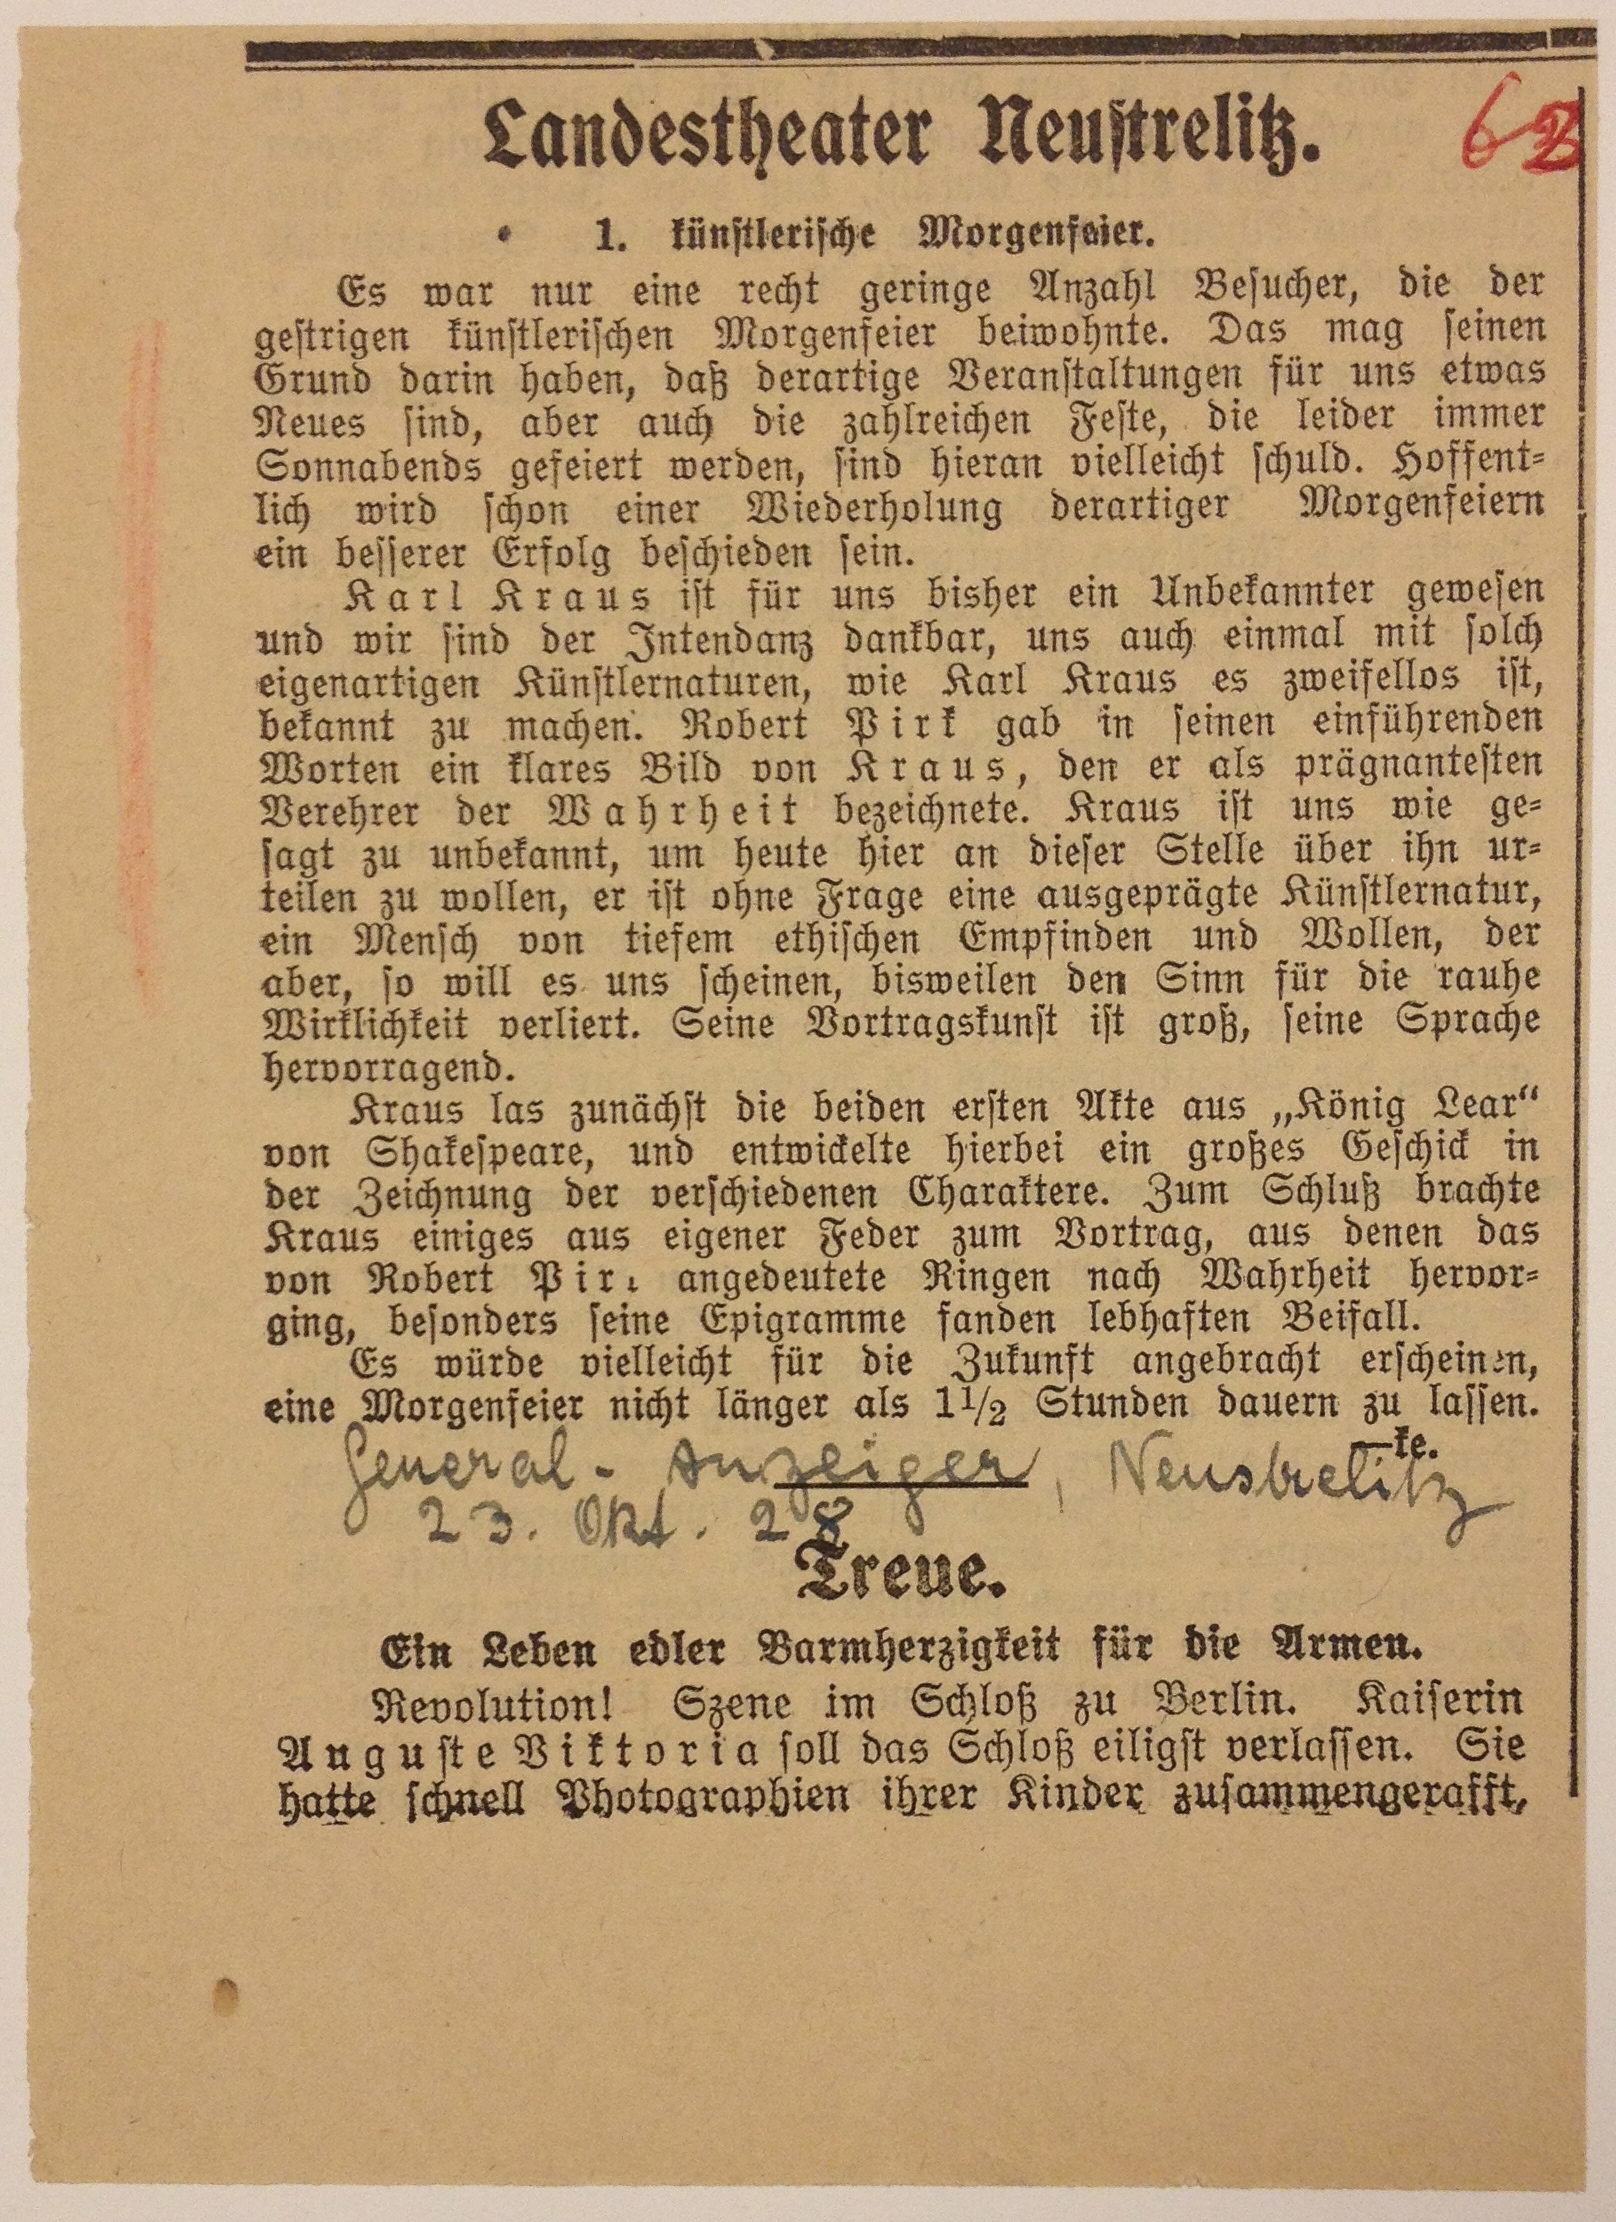 Landestheater Neustrelitz.
62
1. künstlerische Morgenfeier.
Es war nur eine recht geringe Anzahl Besucher, die der
gestrigen künstlerischen Morgenfeier beiwohnte. Das mag seinen
Grund darin haben, daß derartige Veranstaltungen für uns etwas
Neues sind, aber auch die zahlreichen Feste, die leider immer
Sonnabends gefeiert werden, sind hieran vielleicht schuld. Hoffent-
lich wird schon einer Wiederholung derartiger Morgenfeiern
ein besserer Erfolg beschieden sein.
Karl Kraus ist für uns bisher ein Unbekannter gewesen
und wir sind der Intendanz dankbar, uns auch einmal mit solch
eigenartigen Künstlernaturen, wie Karl Kraus es zweifellos ist,
bekannt zu machen. Robert Pirk gab in seinen einführenden
Worten ein klares Bild von Kraus, den er als prägnantesten
Verehrer der Wahrheit bezeichnete. Kraus ist uns wie ge-
sagt zu unbekannt, um heute hier an dieser Stelle über ihn ur-
teilen zu wollen, er ist ohne Frage eine ausgeprägte Künstlernatur,
ein Mensch von tiefem ethischen Empfinden und Wollen, der
aber, so will es uns scheinen, bisweilen den Sinn für die rauhe
Wirklichkeit verliert. Seine Vortragskunst ist groß, seine Sprache
hervorragend.
Kraus las zunächst die beiden ersten Akte aus „König Lear“
von Shakespeare, und entwickelte hierbei ein großes Geschick in
der Zeichnung der verschiedenen Charaktere. Zum Schluß brachte
Kraus einiges aus eigener Feder zum Vortrag, aus denen das
von Robert Pirk angedeutete Ringen nach Wahrheit hervor-
ging, besonders seine Epigramme fanden lebhaften Beifall.
Es würde vielleicht für die Zukunft angebracht erscheinen,
eine Morgenfeier nicht länger als 1½ Stunden dauern zu lassen.
—ke.
General-Anzeiger, Neustrelitz
23. Okt. 28
Treue.
Ein Leben edler Barmherzigkeit für die Armen.
Revolution! Szene im Schloß zu Berlin. Kaiserin
Auguste Viktoria soll das Schloß eiligst verlassen. Sie
hatte schnell Photographien ihrer Kinder zusammengerafft,